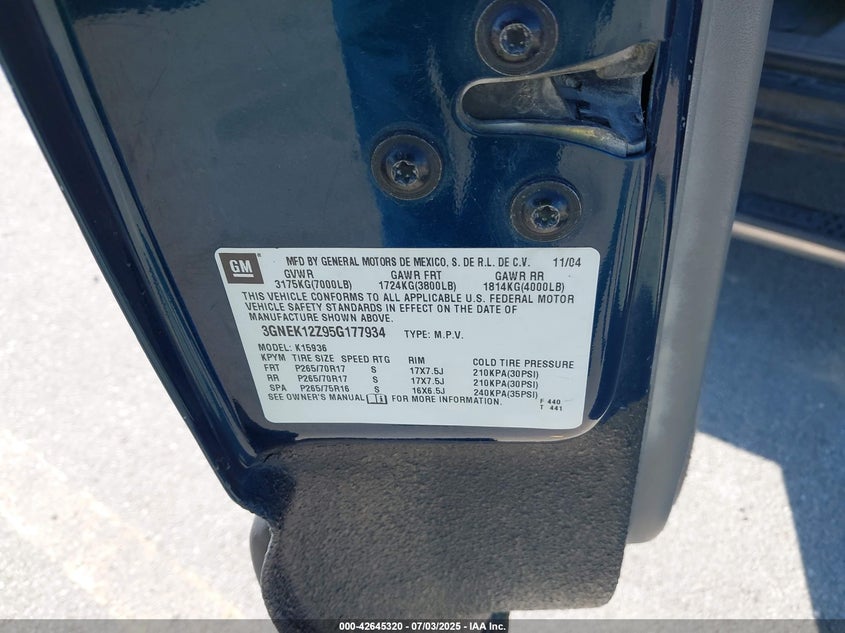 GM
MFD BY GENERAL MOTORS DE MEXICO, S. DE R.L. DE C.V. 11/04
GVWR GAWR FRT GAWR RR
3175KG(7000LB) 1724KG(3800LB) 1814KG(4000LB)
THIS VEHICLE CONFORMS TO ALL APPLICABLE U.S. FEDERAL MOTOR
VEHICLE SAFETY STANDARDS IN EFFECT ON THE DATE OF
MANUFACTURE SHOWN ABOVE.
3GNEK12Z95G177934 TYPE: M.P.V.
MODEL: K15936
KPYM TIRE SIZE SPEED RTG RIM COLD TIRE PRESSURE
FRT P265/70R17 S 17X7.5J 210KPA(30PSI)
RR P265/70R17 S 17X7.5J 210KPA(30PSI)
SPA P265/75R16 S 16X6.5J 240KPA(35PSI)
SEE OWNER'S MANUAL FOR MORE INFORMATION.
F 440
T 441
000-42645320 | 07/03/2025 | IAA Inc.